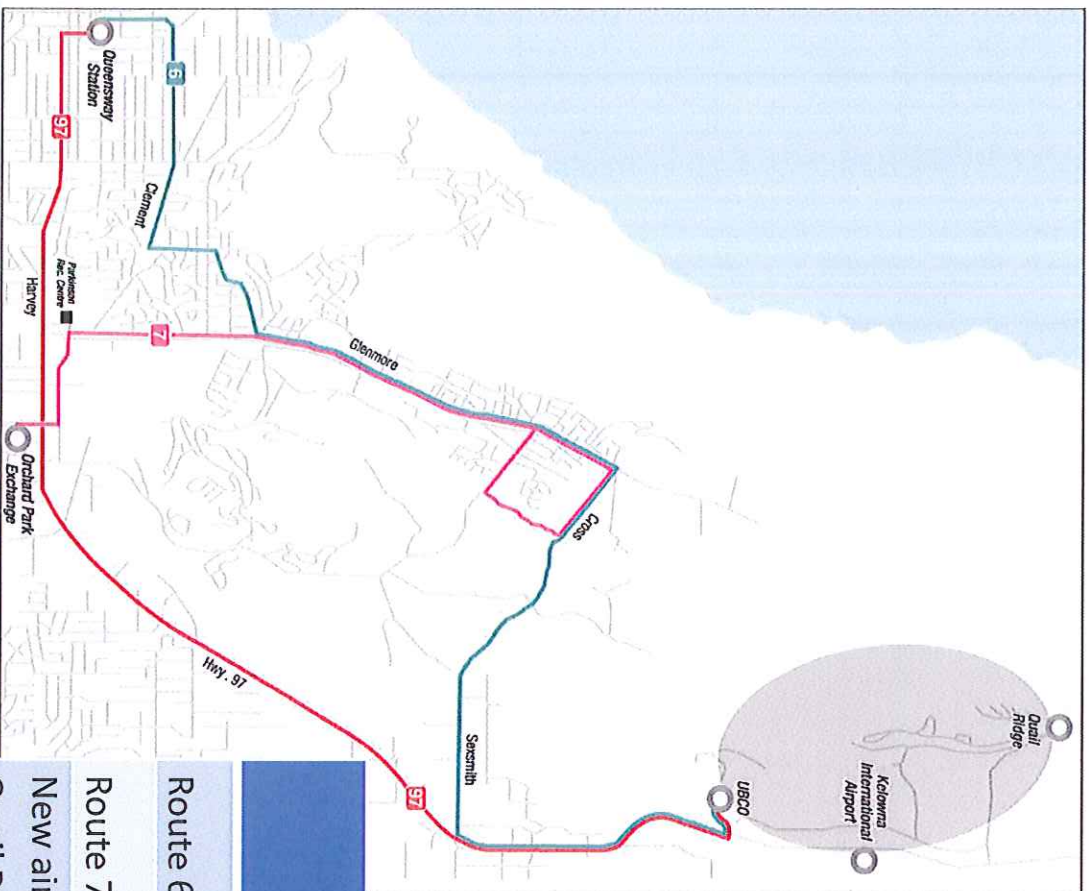 Quail
Ridge
Kelowna
International
Airport
UBCO
97
Sexsmith
Hwy. 97
Cross
Glenmore
7
Clement
6
Queensway
Station
97
Parkinson
Rec. Centre
Harvey
Orchard Park
Exchange
Route 6
Route 7
New air